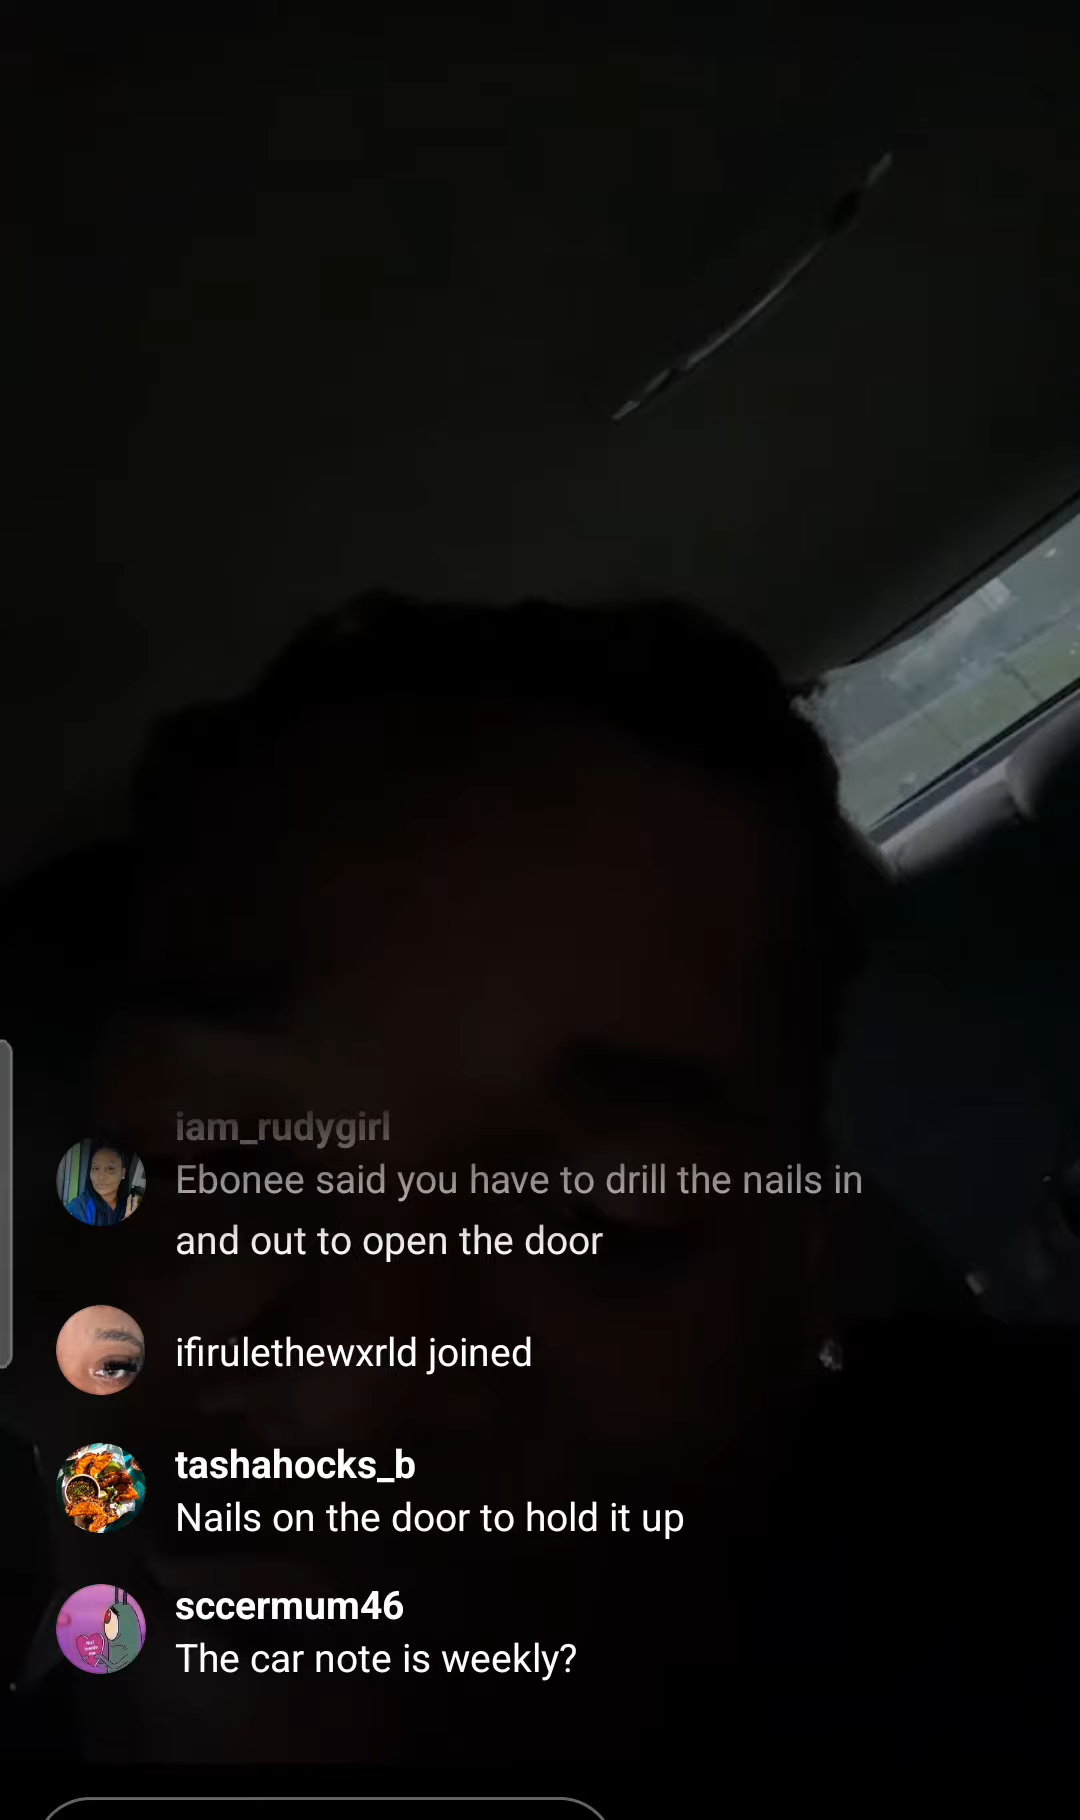 iam_rudygirl
Ebonee said you have to drill the nails in
and out to open the door
ifirulethewxrld joined
tashahocks_b
Nails on the door to hold it up
sccermum46
The car note is weekly?